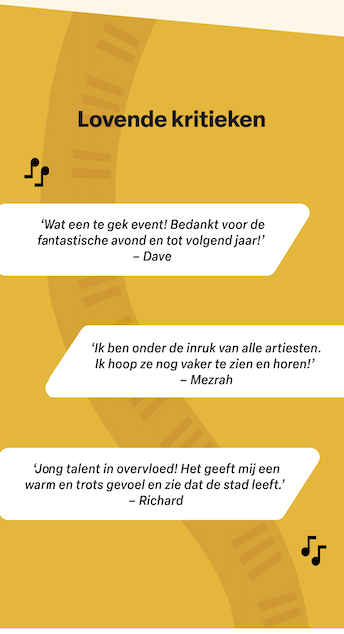 Lovende kritieken
‘Wat een te gek event! Bedankt voor de
fantastische avond en tot volgend jaar!’
– Dave
‘Ik ben onder de inruk van alle artiesten.
Ik hoop ze nog vaker te zien en horen!’
– Mezrah
‘Jong talent in overvloed! Het geeft mij een
warm en trots gevoel en zie dat de stad leeft.’
– Richard